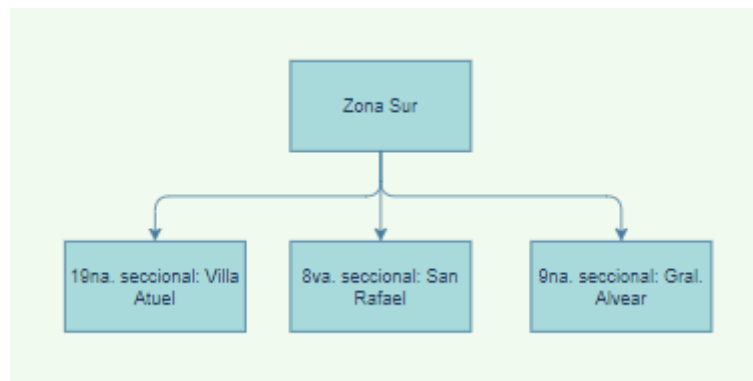 Zona Sur
19na. seccional: Villa
Atuel
8va. seccional: San
Rafael
9na. seccional: Gral.
Alvear